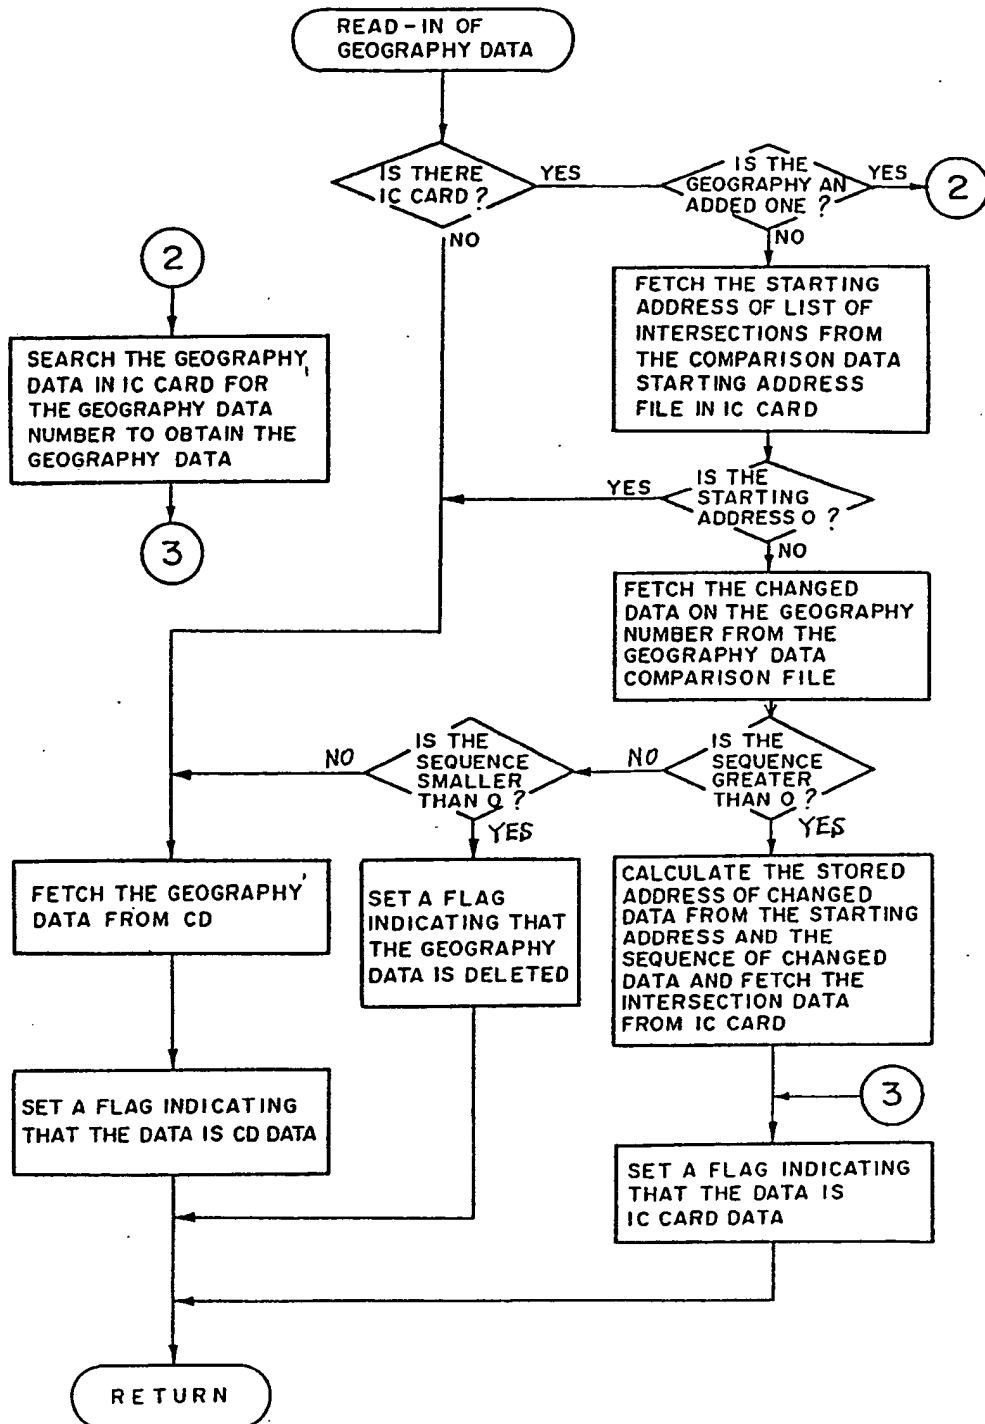 READ-IN OF
GEOGRAPHY DATA
IS THERE
IC CARD?
YES
NO
IS THE
GEOGRAPHY AN
ADDED ONE?
YES
2
NO
FETCH THE STARTING
ADDRESS OF LIST OF
INTERSECTIONS FROM
THE COMPARISON DATA
STARTING ADDRESS
FILE IN IC CARD
2
SEARCH THE GEOGRAPHY
DATA IN IC CARD FOR
THE GEOGRAPHY DATA
NUMBER TO OBTAIN THE
GEOGRAPHY DATA
3
IS THE
STARTING
ADDRESS 0?
YES
NO
FETCH THE CHANGED
DATA ON THE GEOGRAPHY
NUMBER FROM THE
GEOGRAPHY DATA
COMPARISON FILE
IS THE
SEQUENCE
GREATER
THAN 0?
NO
YES
IS THE
SEQUENCE
SMALLER
THAN 0?
NO
YES
FETCH THE GEOGRAPHY
DATA FROM CD
SET A FLAG
INDICATING THAT
THE GEOGRAPHY
DATA IS DELETED
CALCULATE THE STORED
ADDRESS OF CHANGED
DATA FROM THE STARTING
ADDRESS AND THE
SEQUENCE OF CHANGED
DATA AND FETCH THE
INTERSECTION DATA
FROM IC CARD
SET A FLAG INDICATING
THAT THE DATA IS CD DATA
3
SET A FLAG INDICATING
THAT THE DATA IS
IC CARD DATA
RETURN